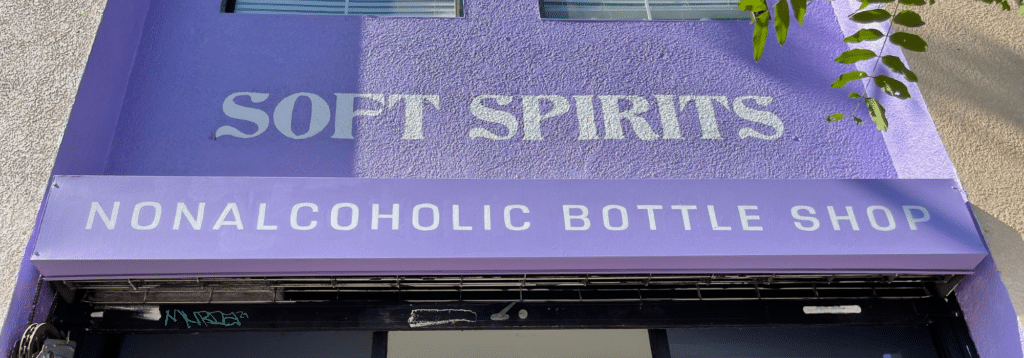 SOFT SPIRITS
NONALCOHOLIC BOTTLE SHOP